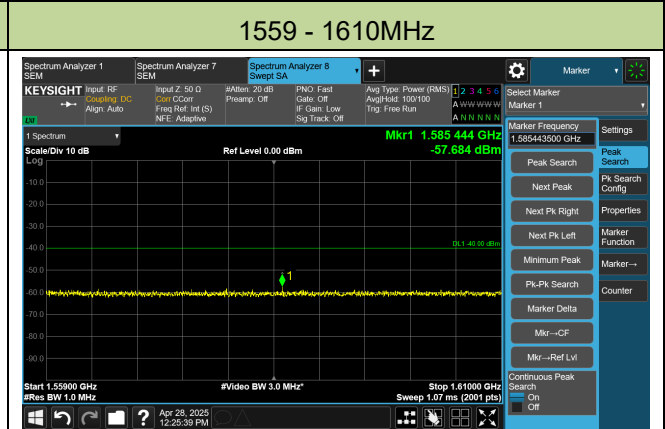 1559 - 1610MHz
Spectrum Analyzer 1
SEM
Spectrum Analyzer 7
SEM
Spectrum Analyzer 8
Swept SA
Marker
KEYSIGHT
Input: RF
Coupling: DC
Align: Auto
Input Z: 50 Ω
Corr CCorr
Freq Ref: Int (S)
NFE: Adaptive
#Atten: 20 dB
Preamp: Off
PNO: Fast
Gate: Off
IF Gain: Low
Sig Track: Off
Avg Type: Power (RMS)
Avg|Hold: 100/100
Trig: Free Run
1 2 3 4 5 6
A W W W W W
A N N N N N
LXI
Select Marker
Marker 1
1 Spectrum
Scale/Div 10 dB
Log
Ref Level 0.00 dBm
Mkr1 1.585 444 GHz
-57.684 dBm
-10.0
-20.0
-30.0
-40.0
-50.0
-60.0
-70.0
-80.0
-90.0
DL1 -40.00 dBm
1
Start 1.55900 GHz
#Res BW 1.0 MHz
#Video BW 3.0 MHz*
Stop 1.61000 GHz
Sweep 1.07 ms (2001 pts)
Marker Frequency
1.585443500 GHz
Peak Search
Next Peak
Next Pk Right
Next Pk Left
Minimum Peak
Pk-Pk Search
Marker Delta
Mkr→CF
Mkr→Ref Lvl
Continuous Peak
Search
On
Off
Settings
Peak
Search
Pk Search
Config
Properties
Marker
Function
Marker→
Counter
Apr 28, 2025
12:25:39 PM